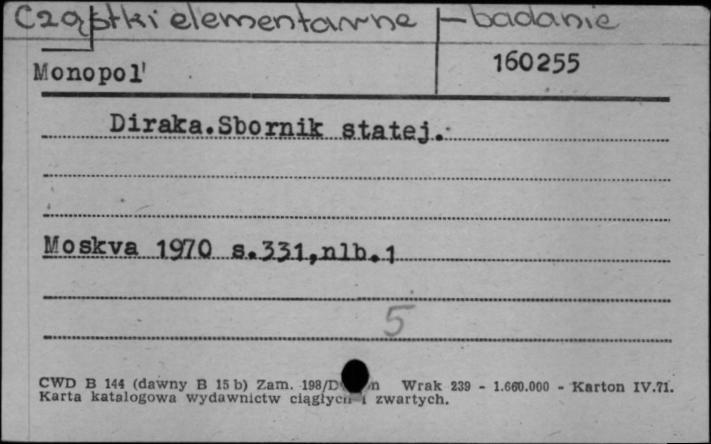 Cząstki elementarne - badanie
Monopol' 160255
Diraka.Sbornik statej.
Moskva 1970 s.331,nlb.1
5
CWD B 144 (dawny B 15 b) Zam. 198/D Wrak 239 - 1.660.000 - Karton IV.71.
Karta katalogowa wydawnictw ciągłych i zwartych.